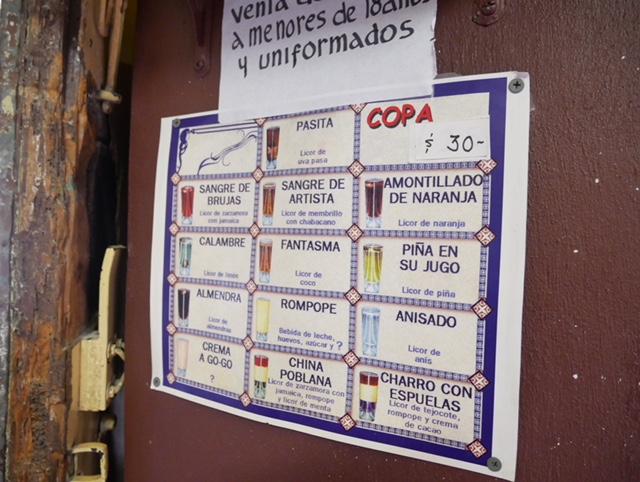 venta
a menores de 18 años
y uniformados
PASITA
Licor de
uva pasa
COPA
$ 30-
SANGRE DE
BRUJAS
Licor de zarzamora
con jamaica
SANGRE DE
ARTISTA
Licor de membrillo
con chabacano
AMONTILLADO
DE NARANJA
Licor de naranja
CALAMBRE
Licor de limón
FANTASMA
Licor de
coco
PIÑA EN
SU JUGO
Licor de piña
ALMENDRA
Licor de
almendras
ROMPOPE
Bebida de leche,
huevos, azúcar y ?
ANISADO
Licor de
anís
CREMA
A GO-GO
?
CHINA
POBLANA
Licor de zarzamora con
jamaica, rompope
y licor de menta
CHARRO CON
ESPUELAS
Licor de tejocote,
rompope y crema
de cacao